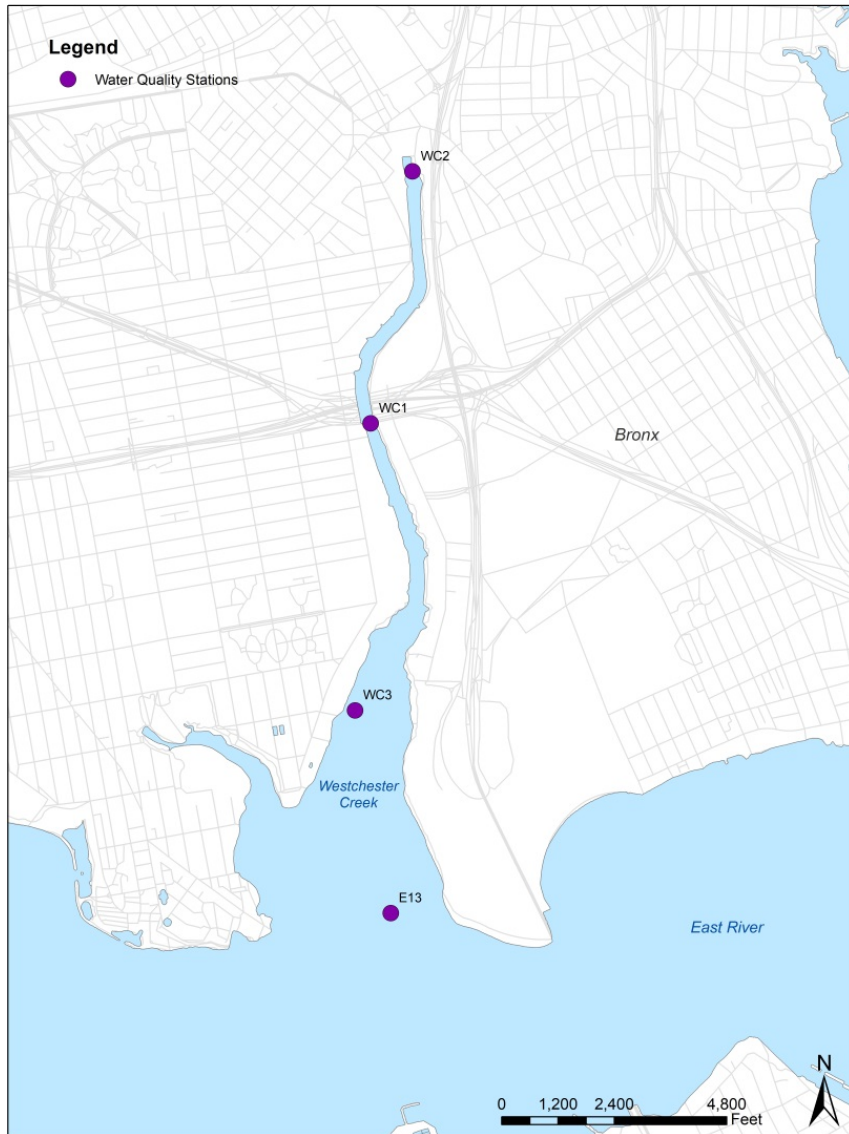 Legend
Water Quality Stations
WC2
WC1
Bronx
WC3
Westchester
Creek
E13
East River
N
0 1,200 2,400 4,800
Feet